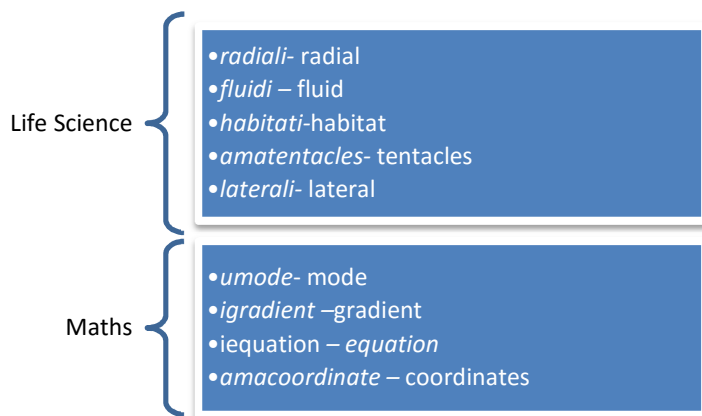 Life Science
•radiali- radial
•fluidi – fluid
•habitati-habitat
•amatentacles- tentacles
•laterali- lateral
Maths
•umode- mode
•igradient –gradient
•iequation – equation
•amacoordinate – coordinates